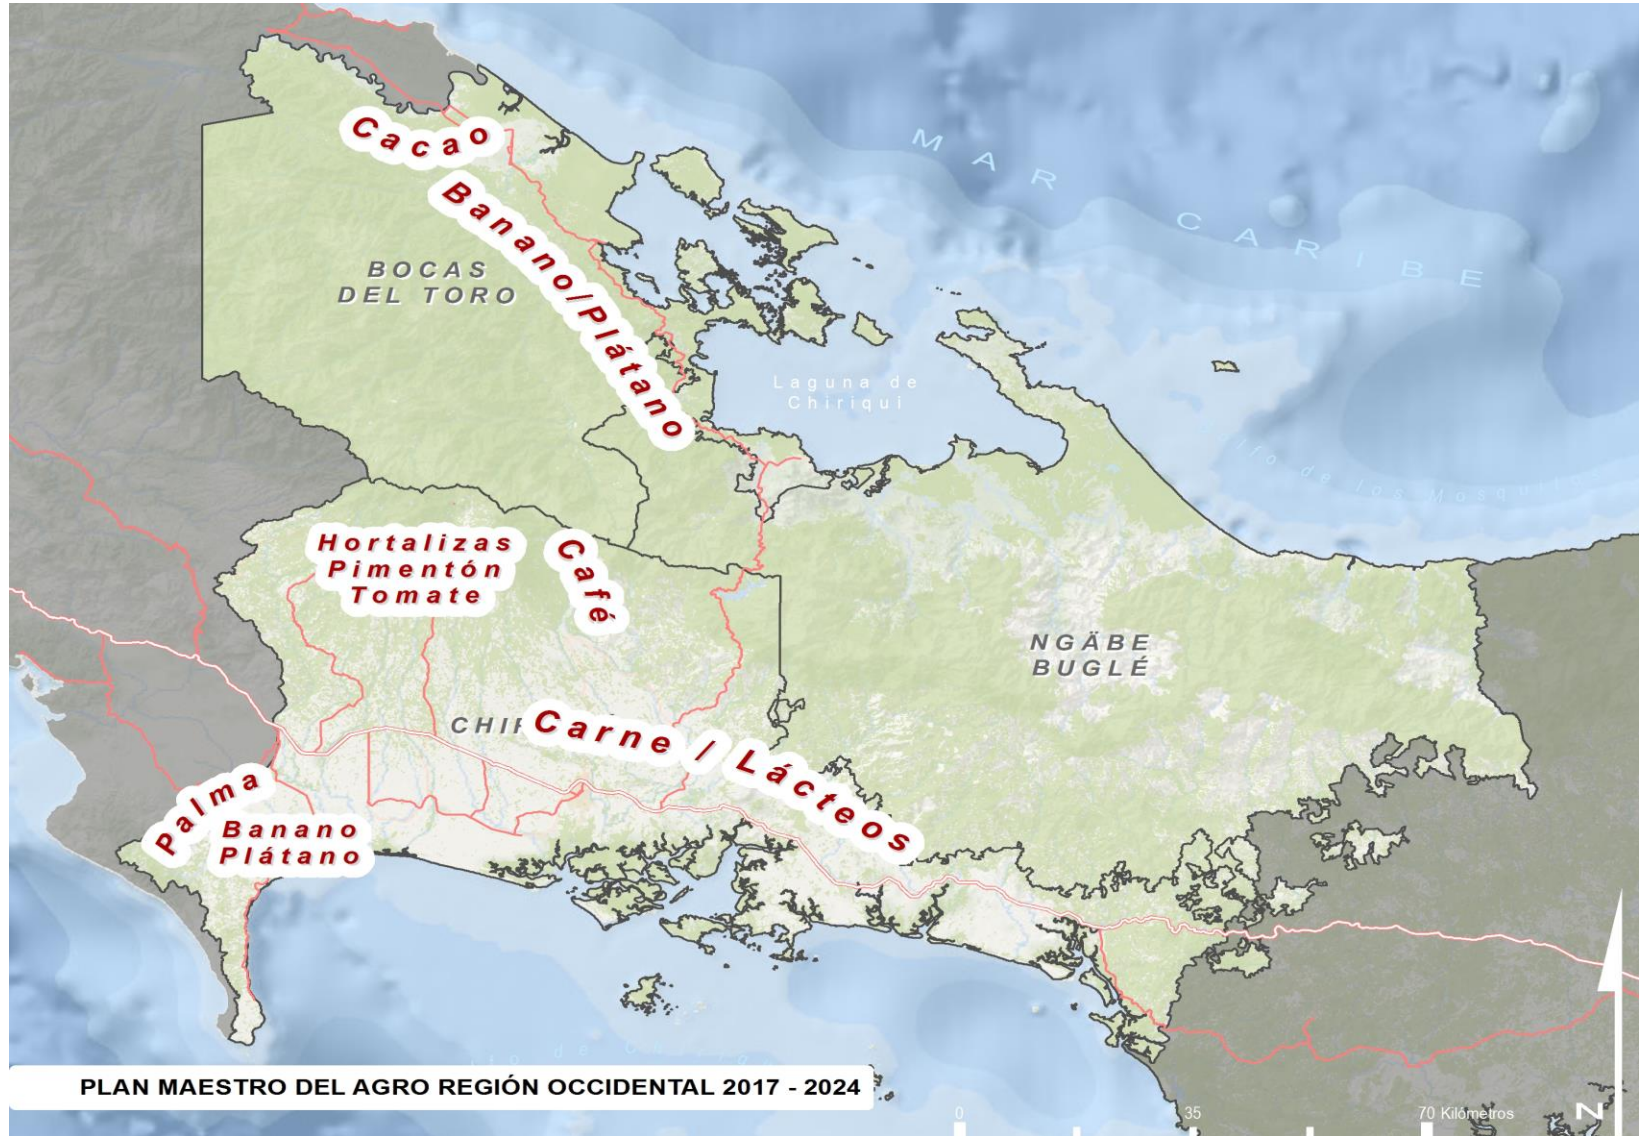 Cacao
MAR CARIBE
Banano/Plátano
BOCAS
DEL TORO
Laguna de
Chiriquí
Hortalizas
Pimentón
Tomate
Café
NGÄBE
BUGLÉ
Carne / Lácteos
Palma
Banano
Plátano
PLAN MAESTRO DEL AGRO REGIÓN OCCIDENTAL 2017 - 2024
0 35 70 Kilómetros
N